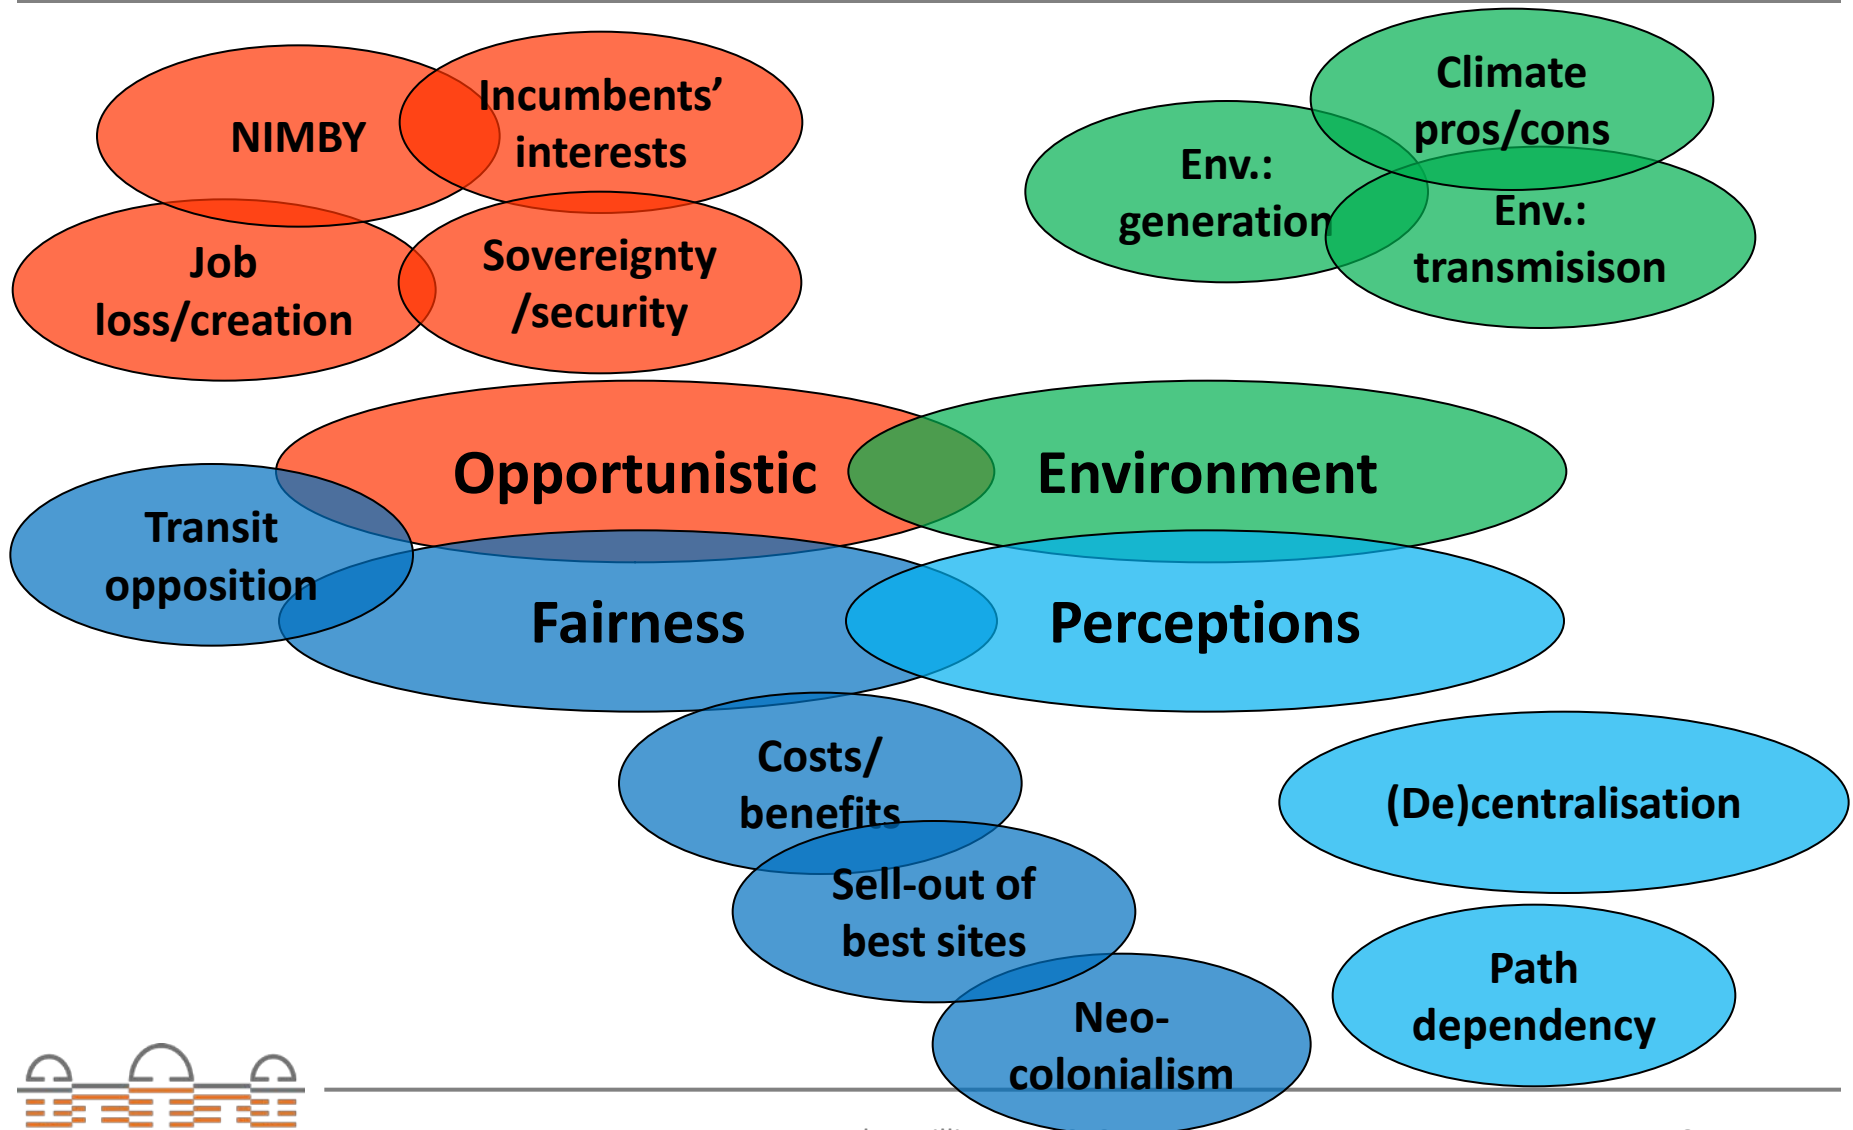 NIMBY
Incumbents’
interests
Job
loss/creation
Sovereignty
/security
Climate
pros/cons
Env.:
generation
Env.:
transmisison
Opportunistic
Environment
Transit
opposition
Fairness
Perceptions
Costs/
benefits
Sell-out of
best sites
Neo-
colonialism
(De)centralisation
Path
dependency